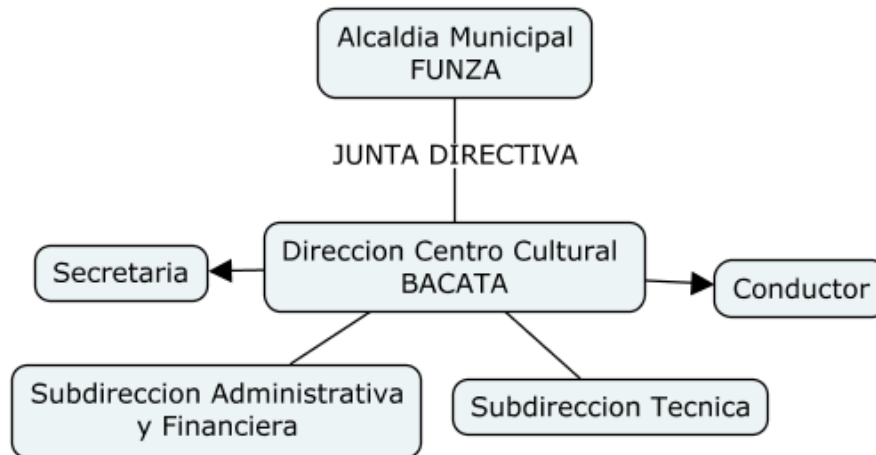 Alcaldia Municipal
FUNZA
JUNTA DIRECTIVA
Direccion Centro Cultural
BACATA
Secretaria
Conductor
Subdireccion Administrativa
y Financiera
Subdireccion Tecnica